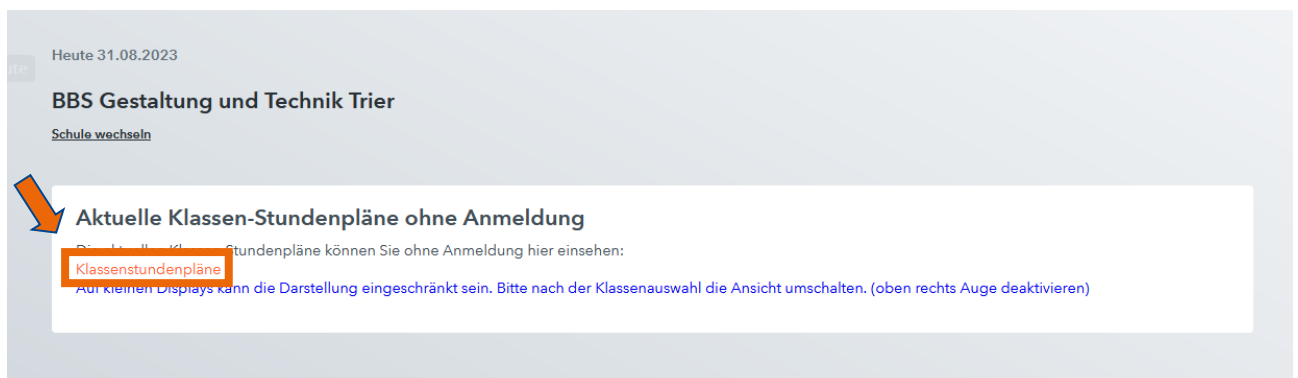 Heute 31.08.2023
BBS Gestaltung und Technik Trier
Schule wechseln
Aktuelle Klassen-Stundenpläne ohne Anmeldung
Stundenpläne können Sie ohne Anmeldung hier einsehen:
Klassenstundenpläne
Auf kleinen Displays kann die Darstellung eingeschränkt sein. Bitte nach der Klassenauswahl die Ansicht umschalten. (oben rechts Auge deaktivieren)